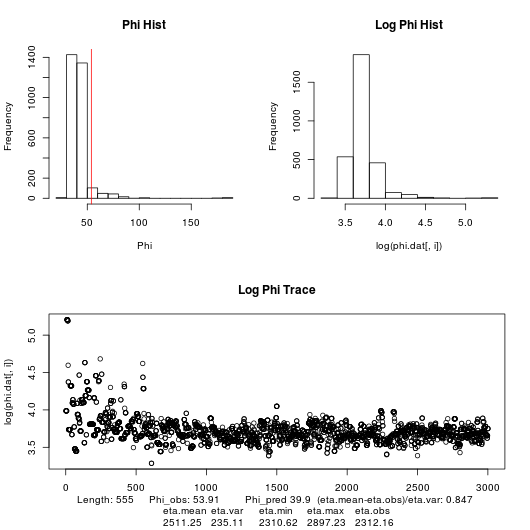 Phi Hist
Log Phi Hist
Frequency
0 200 600 1000 1400
50 100 150
Phi
Frequency
0 500 1500
3.5 4.0 4.5 5.0
log(phi.dat[, i])
Log Phi Trace
log(phi.dat[, i])
3.5 4.0 4.5 5.0
0 500 1000 1500 2000 2500 3000
Length: 555 Phi_obs: 53.91 Phi_pred 39.9 (eta.mean-eta.obs)/eta.var: 0.847
eta.mean eta.var eta.min eta.max eta.obs
2511.25 235.11 2310.62 2897.23 2312.16